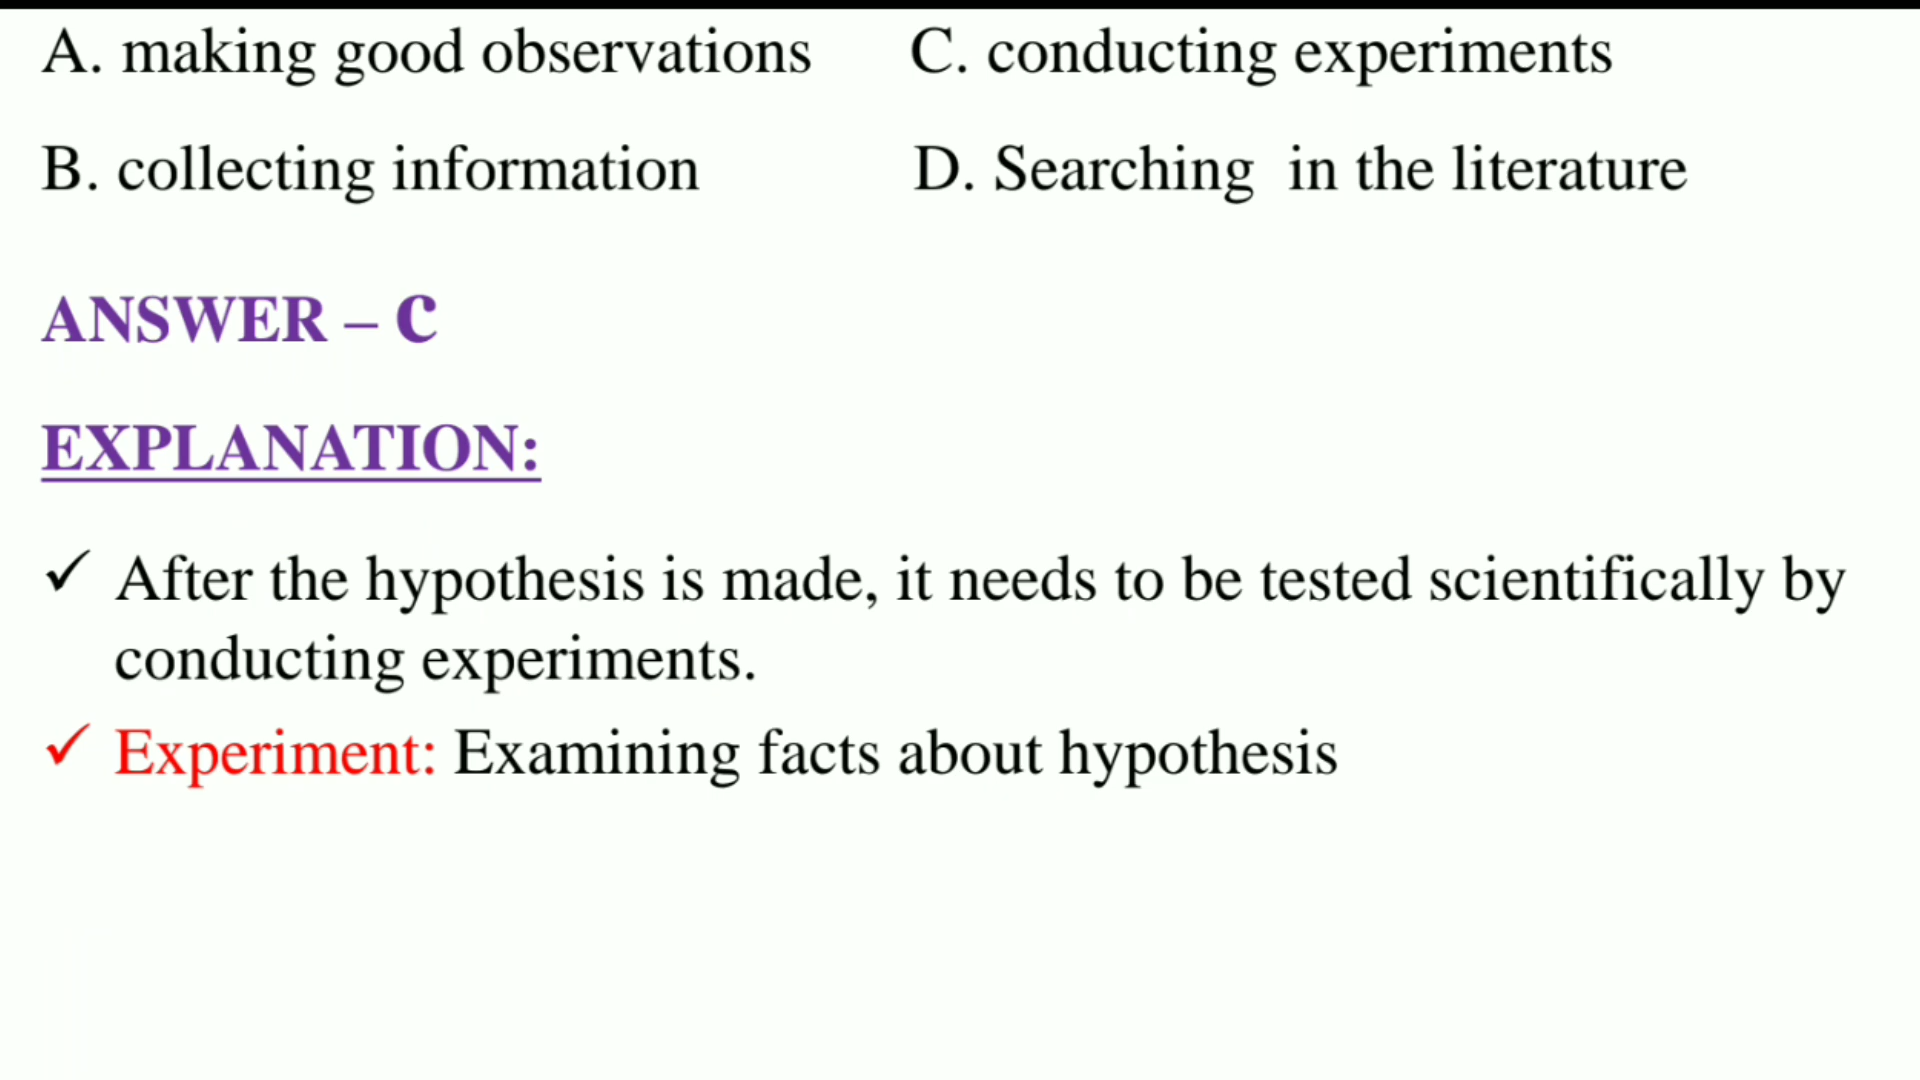 A. making good observations C. conducting experiments
B. collecting information D. Searching in the literature
ANSWER – C
EXPLANATION:
✓ After the hypothesis is made, it needs to be tested scientifically by
conducting experiments.
✓ Experiment: Examining facts about hypothesis